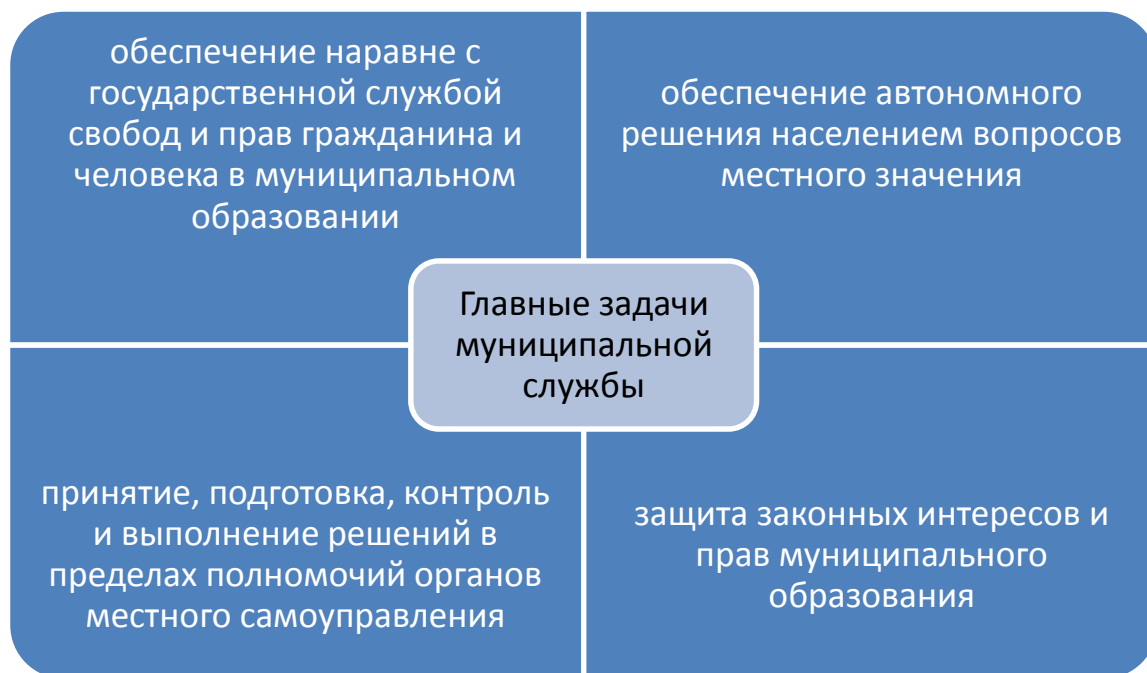 обеспечение наравне с
государственной службой
свобод и прав гражданина и
человека в муниципальном
образовании
обеспечение автономного
решения населением вопросов
местного значения
Главные задачи
муниципальной
службы
принятие, подготовка, контроль
и выполнение решений в
пределах полномочий органов
местного самоуправления
защита законных интересов и
прав муниципального
образования